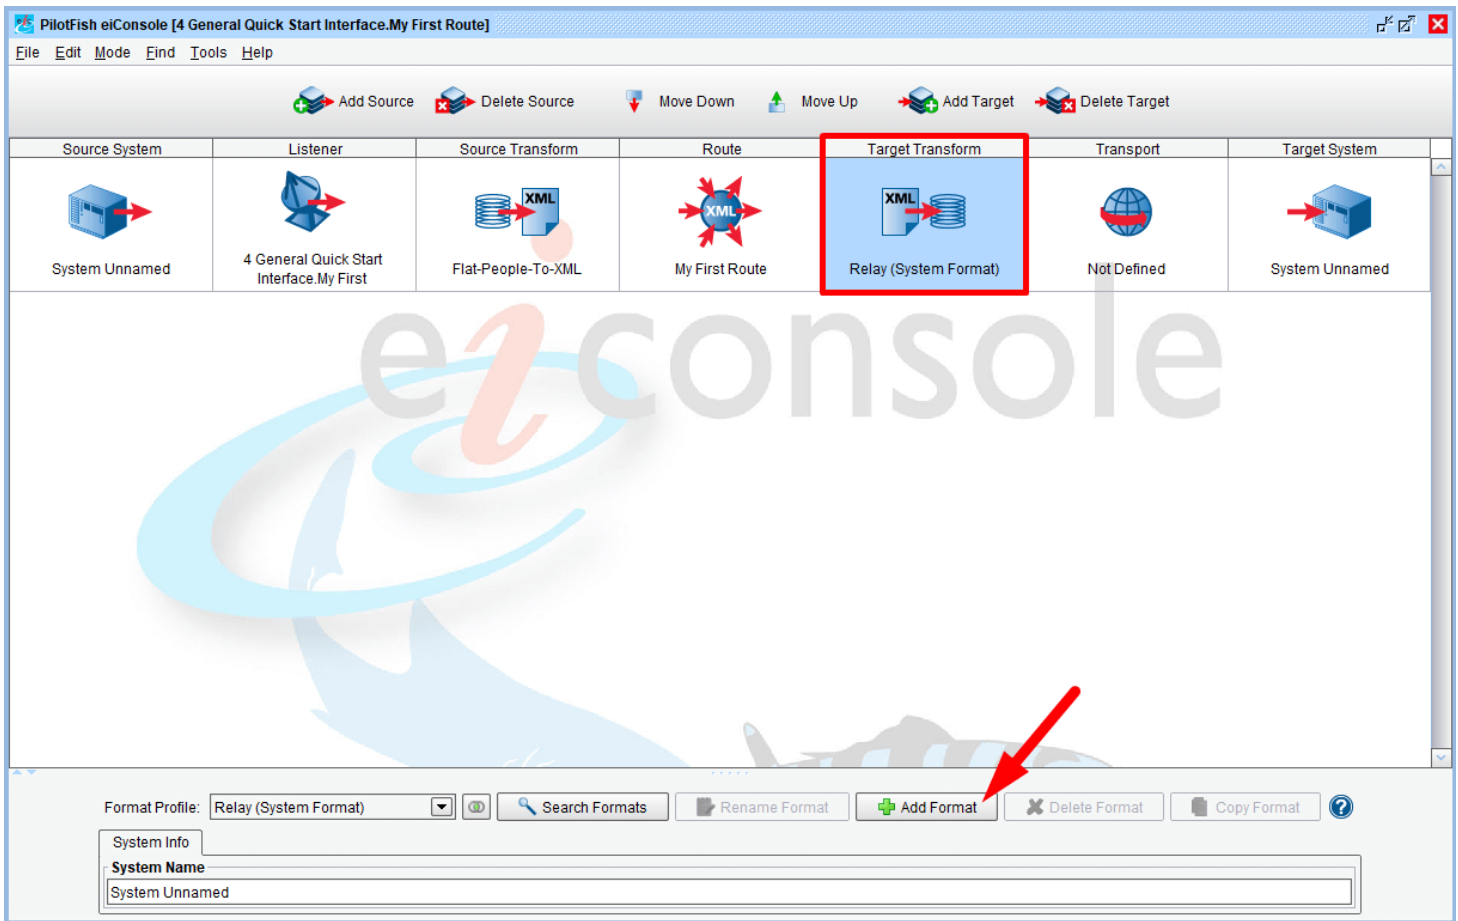 PilotFish eiConsole [4 General Quick Start Interface.My First Route]
File Edit Mode Find Tools Help
Add Source Delete Source Move Down Move Up Add Target Delete Target
Source System Listener Source Transform Route Target Transform Transport Target System
XML XML XML
System Unnamed 4 General Quick Start Flat-People-To-XML My First Route Relay (System Format) Not Defined System Unnamed
Interface.My First
eiconsole
Format Profile: Relay (System Format) Search Formats Rename Format Add Format Delete Format Copy Format ?
System Info
System Name
System Unnamed